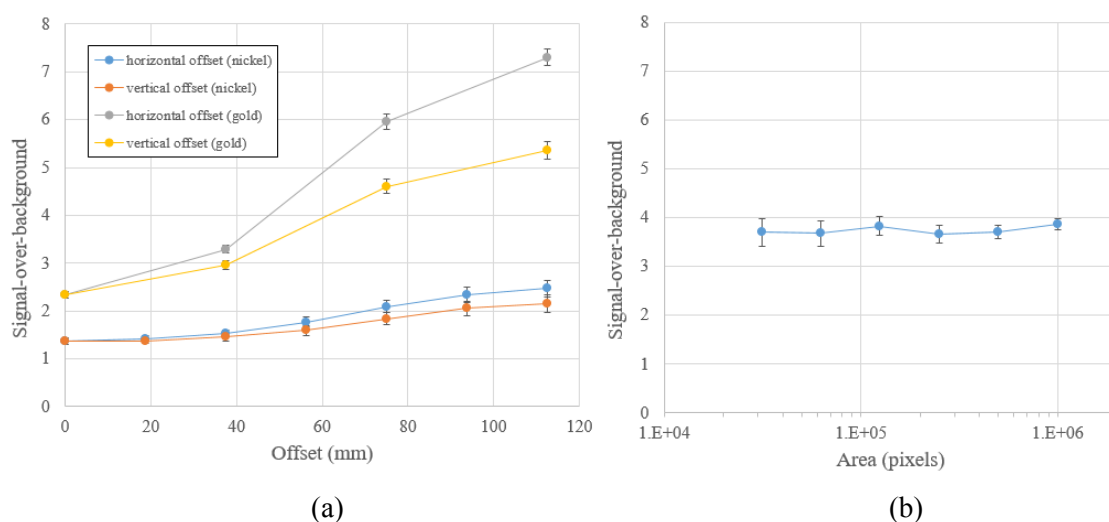 8
7
6
5
4
3
2
1
0
Signal-over-background
horizontal offset (nickel)
vertical offset (nickel)
horizontal offset (gold)
vertical offset (gold)
0 20 40 60 80 100 120
Offset (mm)
(a)
8
7
6
5
4
3
2
1
0
Signal-over-background
1.E+04 1.E+05 1.E+06
Area (pixels)
(b)